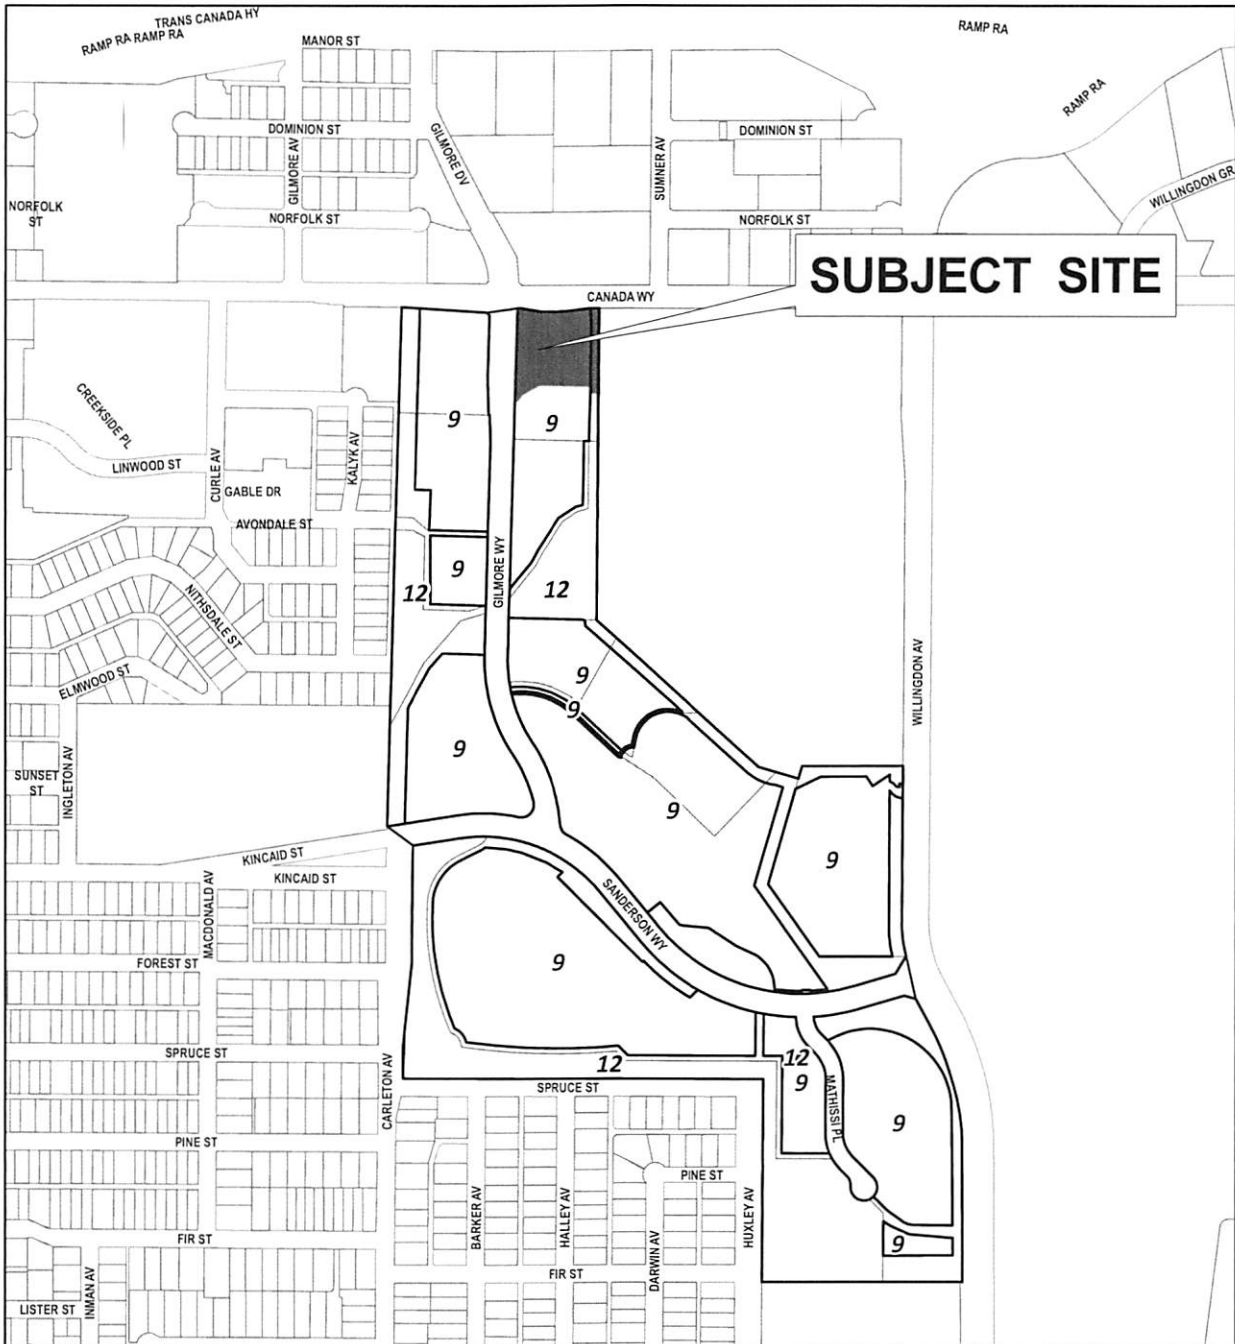 TRANS CANADA HY
RAMP RA RAMP RA
RAMP RA
MANOR ST
RAMP RA
DOMINION ST
GILMORE DV
DOMINION ST
GILMORE AV
SUMNER AV
WILLINGDON GR
NORFOLK
ST
NORFOLK ST
NORFOLK ST
SUBJECT SITE
CANADA WY
CREEKSIDE PL
9
9
LINWOOD ST
CURLE AV
KALYK AV
GABLE DR
AVONDALE ST
GILMORE WY
9
12
12
NITHSDALE ST
ELMWOOD ST
WILLINGDON AV
9
9
9
SUNSET
ST
INGLETON AV
9
9
KINCAID ST
KINCAID ST
MACDONALD AV
SANDERSON WY
FOREST ST
9
SPRUCE ST
12
12
SPRUCE ST
9
MATHISSI PL
CARLETON AV
9
PINE ST
PINE ST
BARKER AV
HALLEY AV
DARWIN AV
HUXLEY AV
FIR ST
9
FIR ST
INMAN AV
LISTER ST